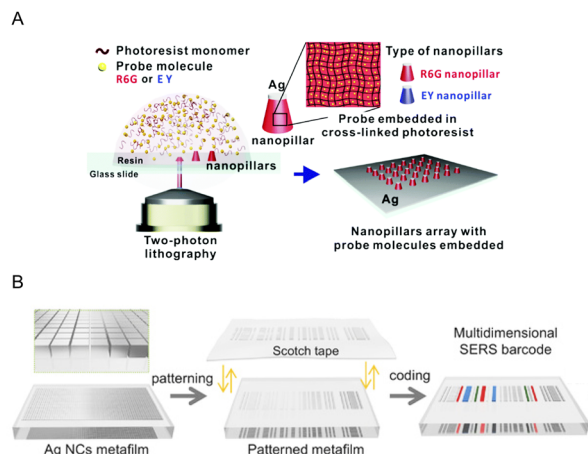 A
Photoresist monomer
Probe molecule
R6G or EY
Ag
nanopillar
Type of nanopillars
R6G nanopillar
EY nanopillar
Probe embedded in
cross-linked photoresist
Resin
Glass slide
nanopillars
Two-photon
lithography
Ag
Nanopillars array with
probe molecules embedded
B
Ag NCs metafilm
patterning
Scotch tape
Patterned metafilm
coding
Multidimensional
SERS barcode